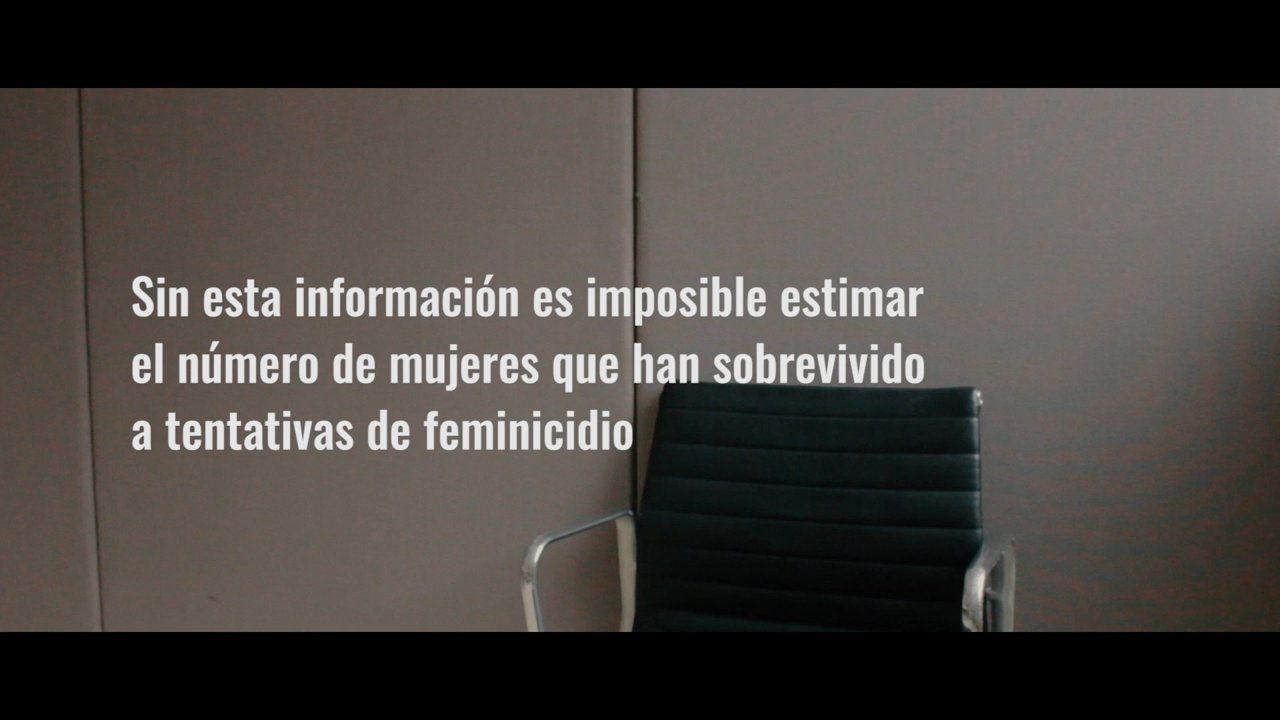 Sin esta información es imposible estimar
el número de mujeres que han sobrevivido
a tentativas de feminicidio